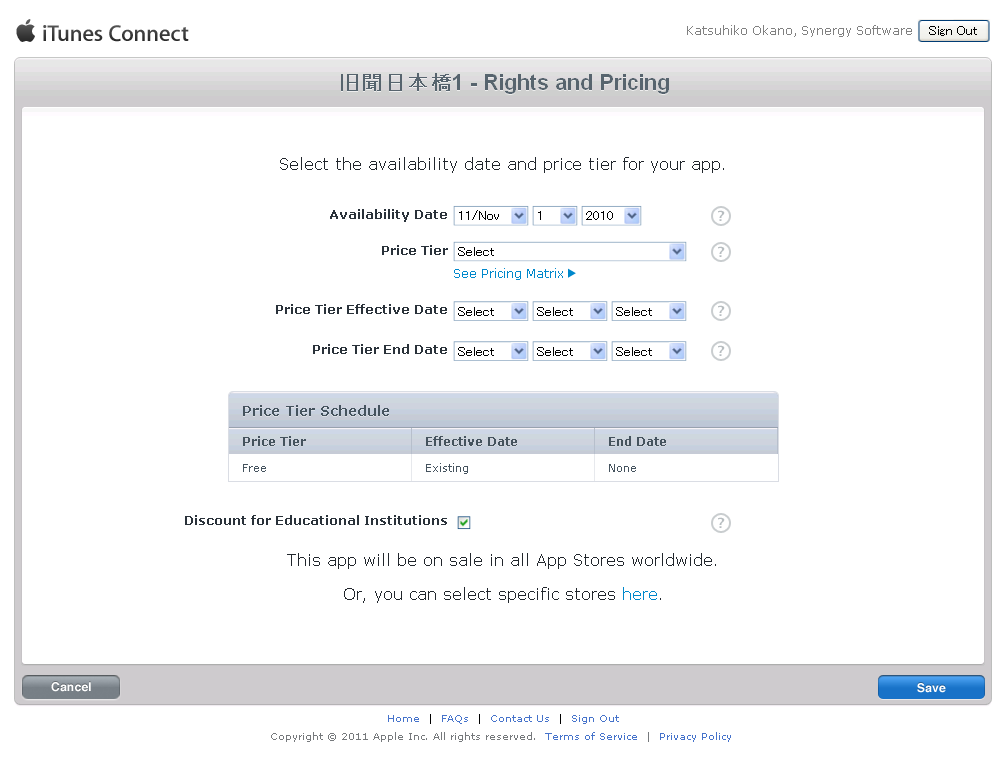 iTunes Connect
Katsuhiko Okano, Synergy Software Sign Out
旧聞日本橋1 - Rights and Pricing
Select the availability date and price tier for your app.
Availability Date 11/Nov 1 2010 ?
Price Tier Select ?
See Pricing Matrix
Price Tier Effective Date Select Select Select ?
Price Tier End Date Select Select Select ?
Price Tier Schedule
Price Tier Effective Date End Date
Free Existing None
Discount for Educational Institutions ?
This app will be on sale in all App Stores worldwide.
Or, you can select specific stores here.
Cancel Save
Home | FAQs | Contact Us | Sign Out
Copyright © 2011 Apple Inc. All rights reserved. Terms of Service | Privacy Policy